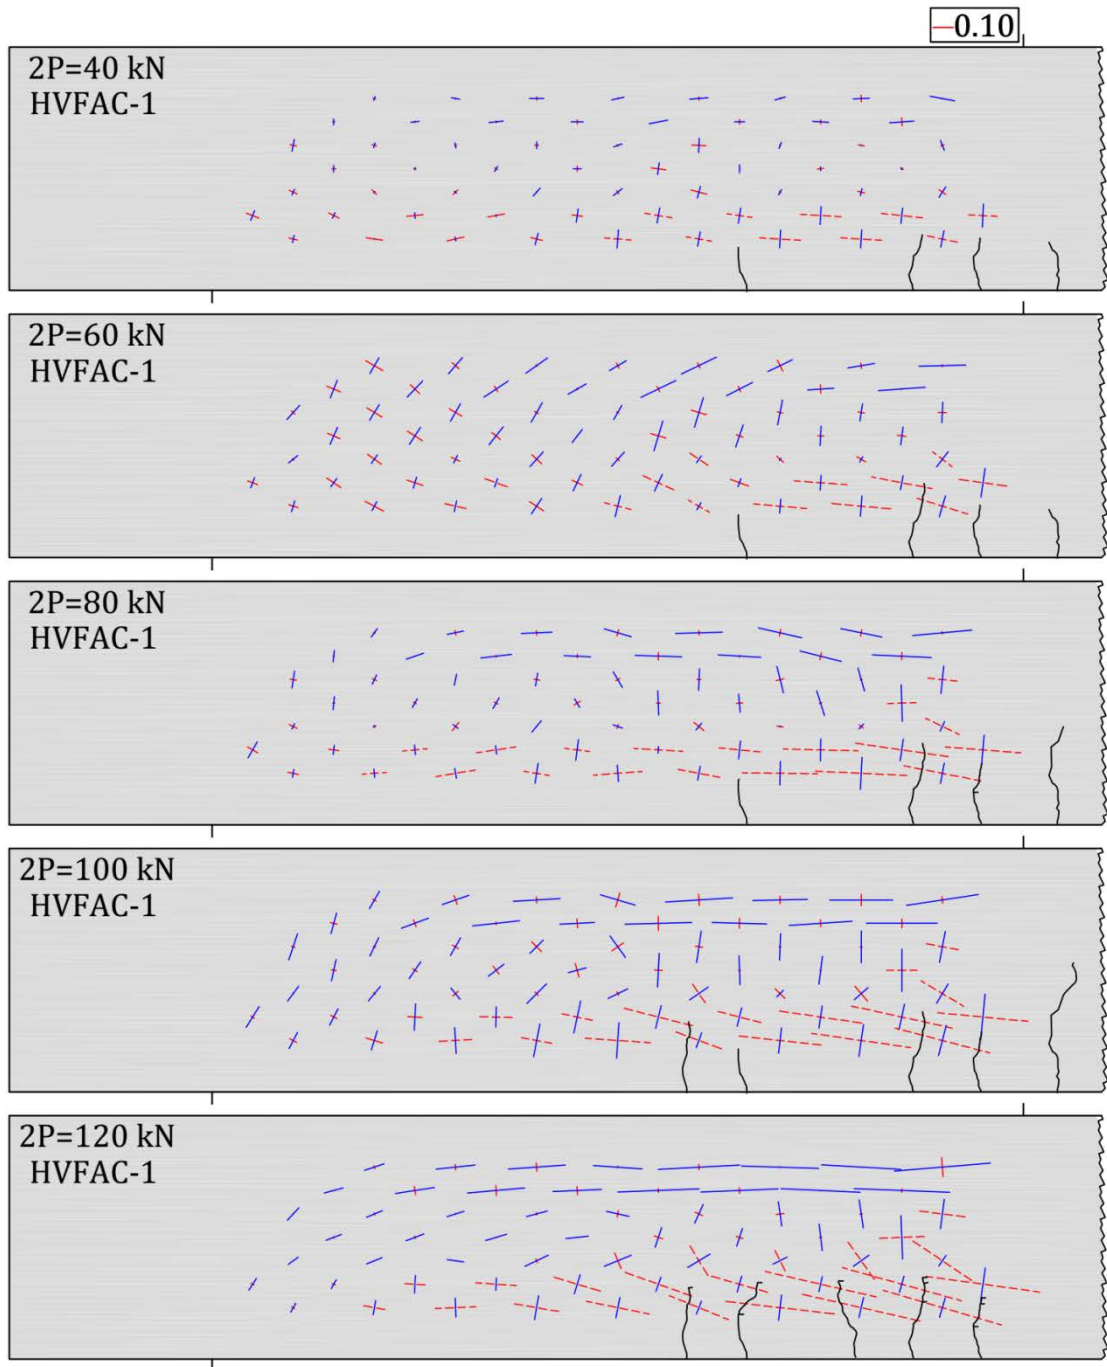 —0.10
2P=40 kN
HVFAC-1
2P=60 kN
HVFAC-1
2P=80 kN
HVFAC-1
2P=100 kN
HVFAC-1
2P=120 kN
HVFAC-1